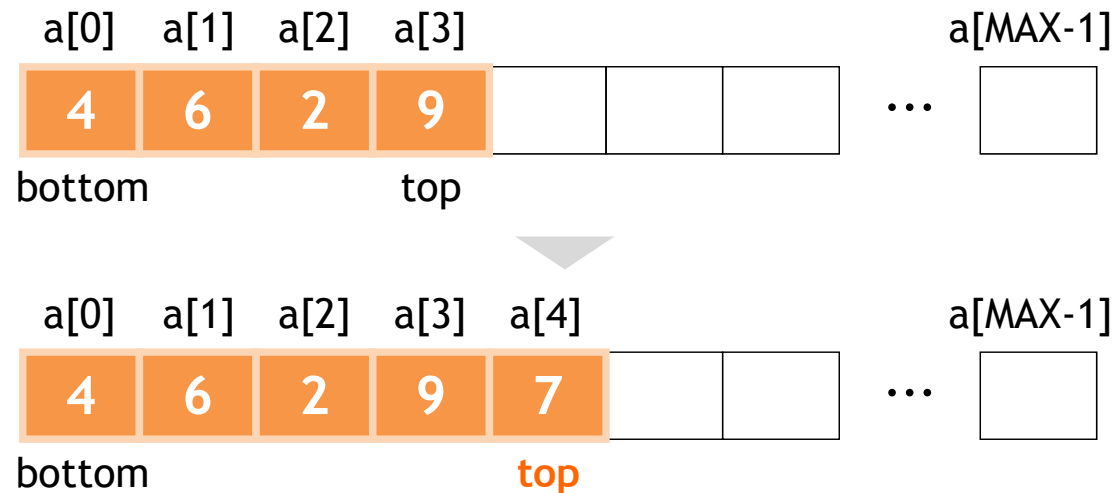 a[0] a[1] a[2] a[3] a[MAX-1]
4 6 2 9 ...
bottom top
a[0] a[1] a[2] a[3] a[4] a[MAX-1]
4 6 2 9 7 ...
bottom top